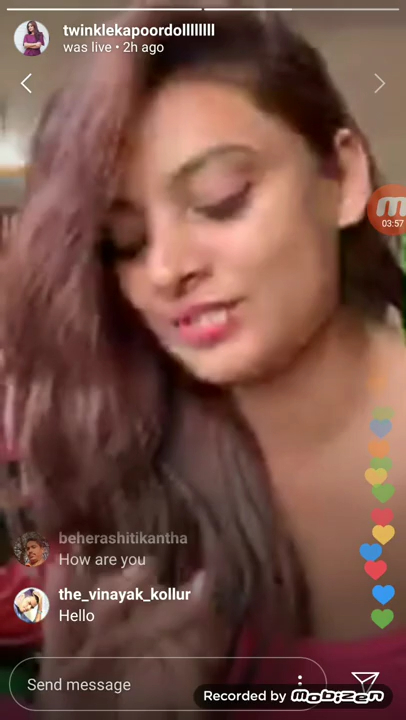 twinklekapoordollllllll
was live • 2h ago
03:57
beherashitikantha
How are you
the_vinayak_kollur
Hello
Send message
Recorded by mobizen